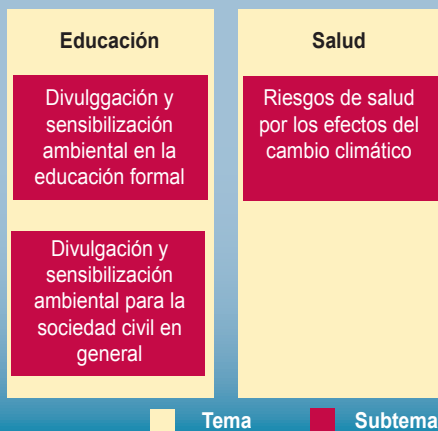 Educación
Divulggación y
sensibilización
ambiental en la
educación formal
Divulgación y
sensibilización
ambiental para la
sociedad civil en
general
Salud
Riesgos de salud
por los efectos del
cambio climático
Tema
Subtema